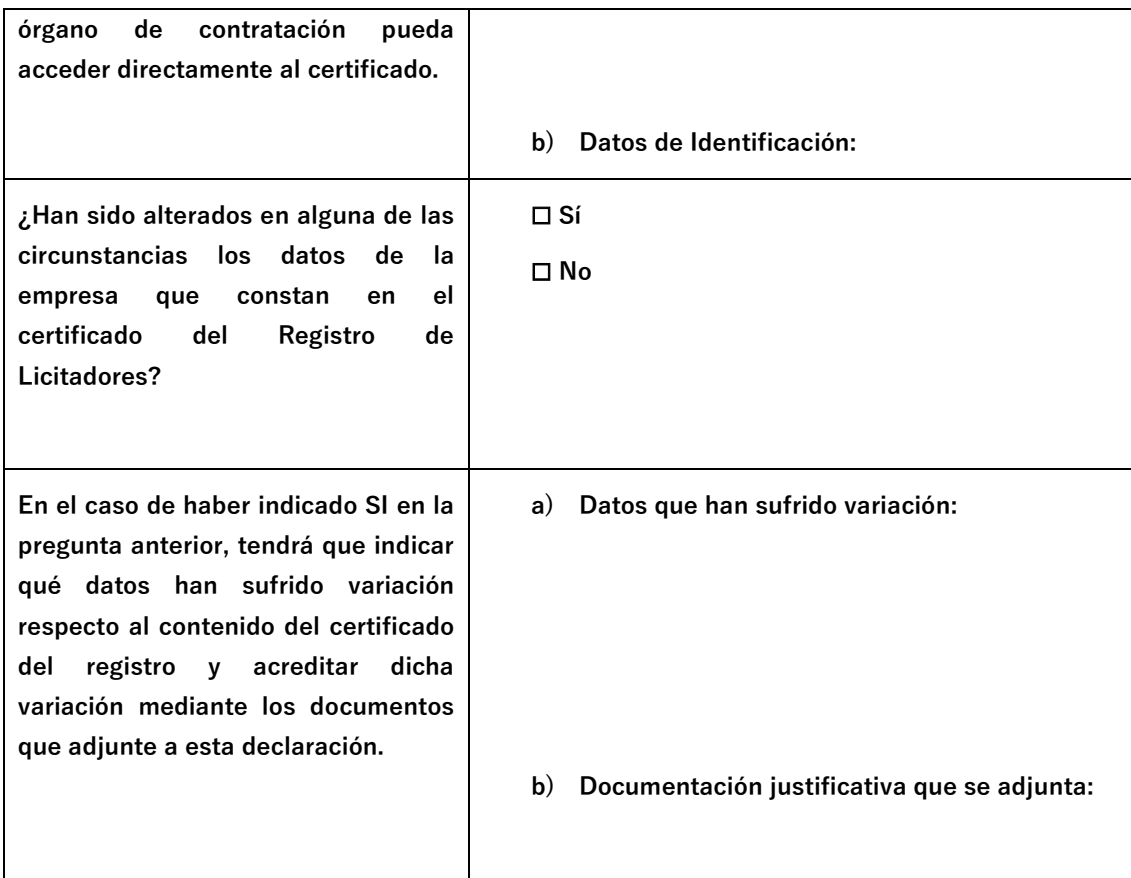 órgano de contratación pueda
acceder directamente al certificado.
b) Datos de Identificación:
¿Han sido alterados en alguna de las
circunstancias los datos de la
empresa que constan en el
certificado del Registro de
Licitadores?
☐ Sí
☐ No
En el caso de haber indicado SI en la
pregunta anterior, tendrá que indicar
qué datos han sufrido variación
respecto al contenido del certificado
del registro y acreditar dicha
variación mediante los documentos
que adjunte a esta declaración.
a) Datos que han sufrido variación:
b) Documentación justificativa que se adjunta: